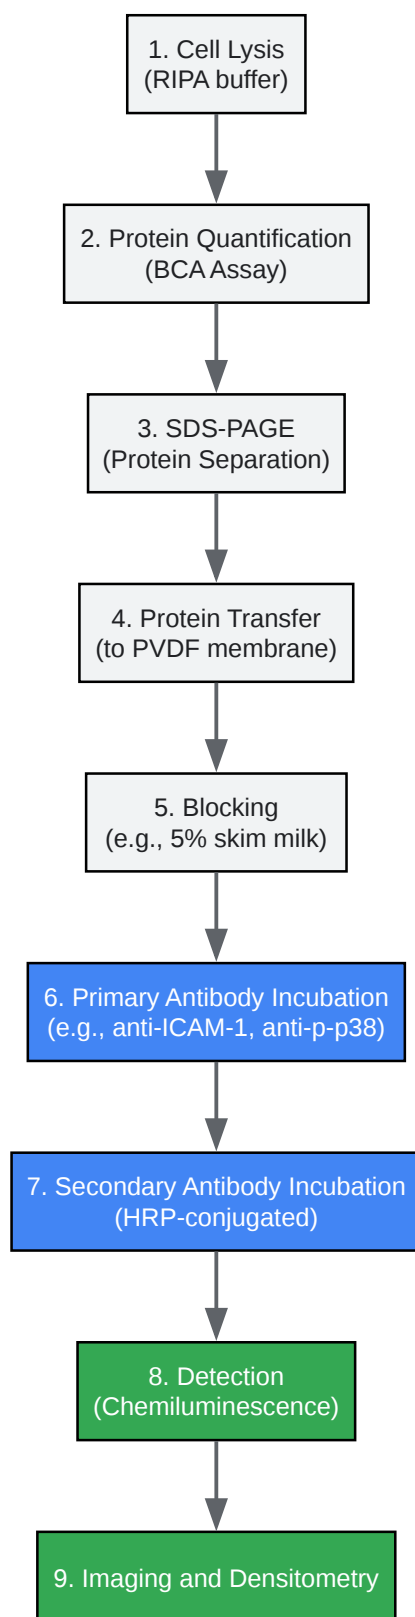 1. Cell Lysis
(RIPA buffer)
2. Protein Quantification
(BCA Assay)
3. SDS-PAGE
(Protein Separation)
4. Protein Transfer
(to PVDF membrane)
5. Blocking
(e.g., 5% skim milk)
6. Primary Antibody Incubation
(e.g., anti-ICAM-1, anti-p-p38)
7. Secondary Antibody Incubation
(HRP-conjugated)
8. Detection
(Chemiluminescence)
9. Imaging and Densitometry